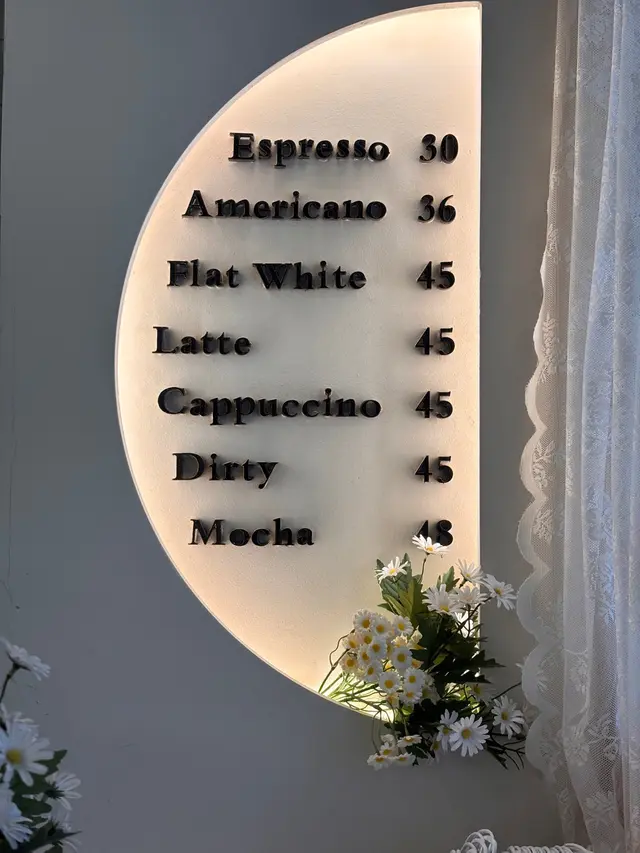 Espresso 30
Americano 36
Flat White 45
Latte 45
Cappuccino 45
Dirty 45
Mocha 48